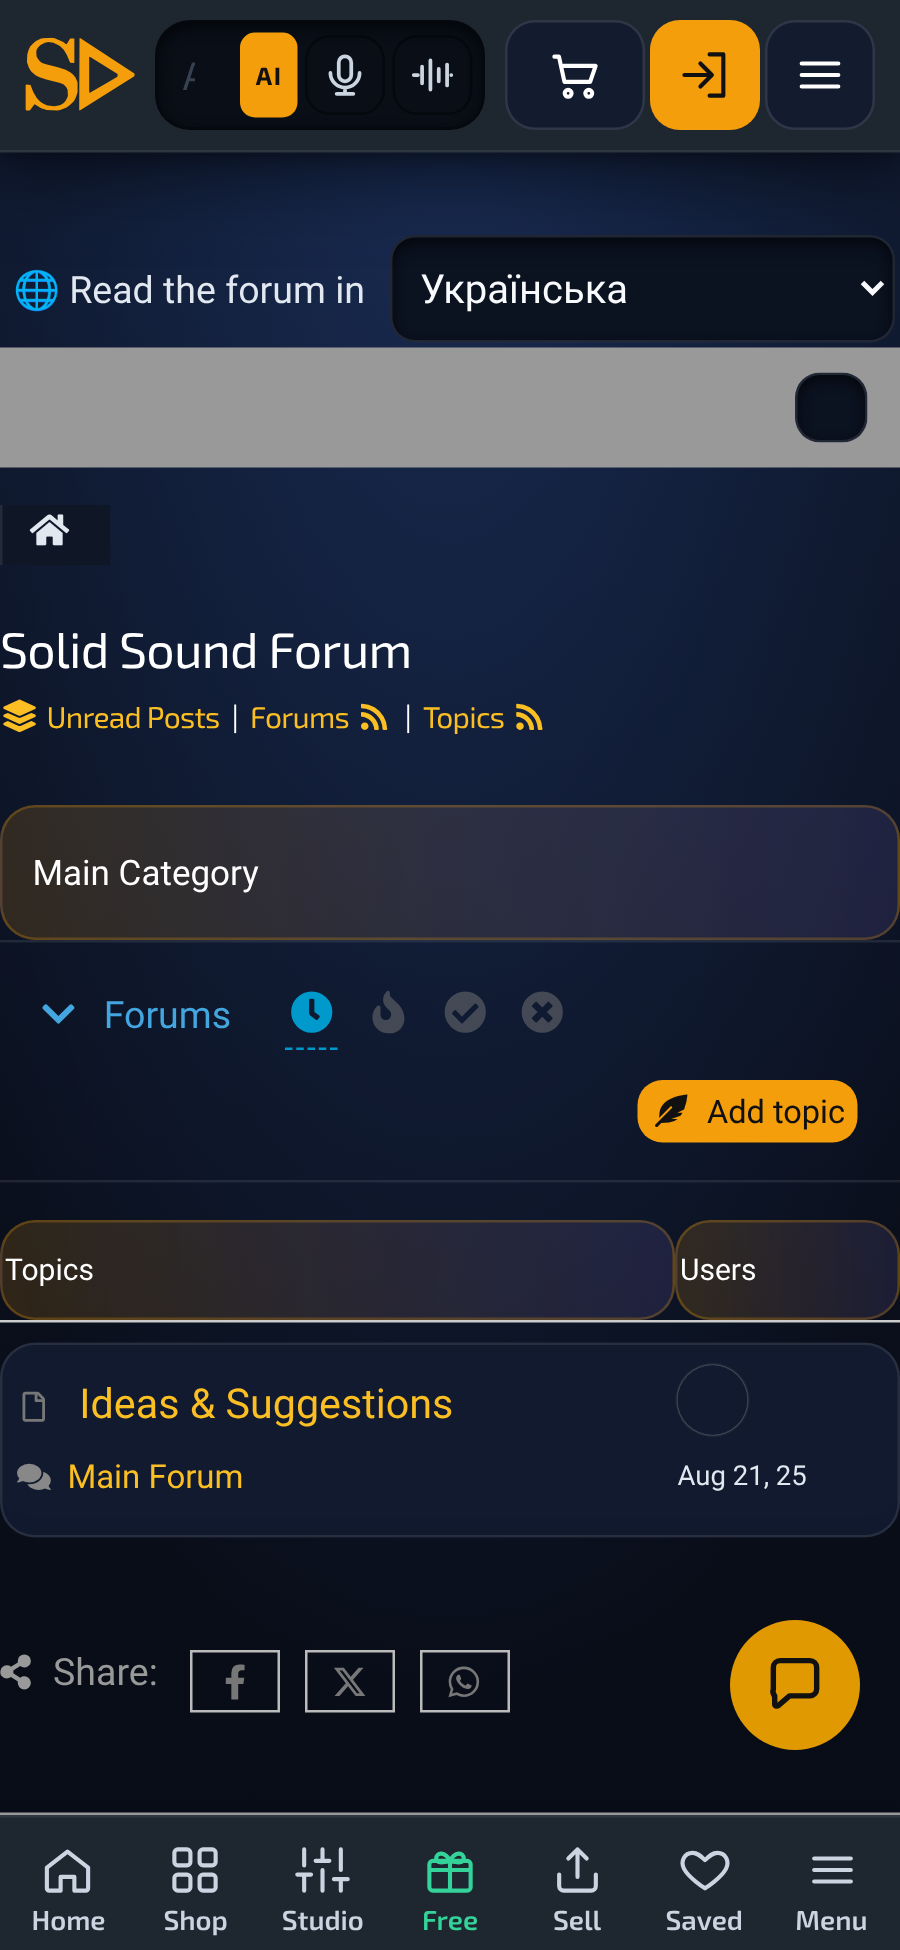 S
AI
🌐 Read the forum in Українська
Solid Sound Forum
Unread Posts | Forums | Topics
Main Category
Forums
Add topic
Topics Users
Ideas & Suggestions
Main Forum Aug 21, 25
Share:
Home Shop Studio Free Sell Saved Menu